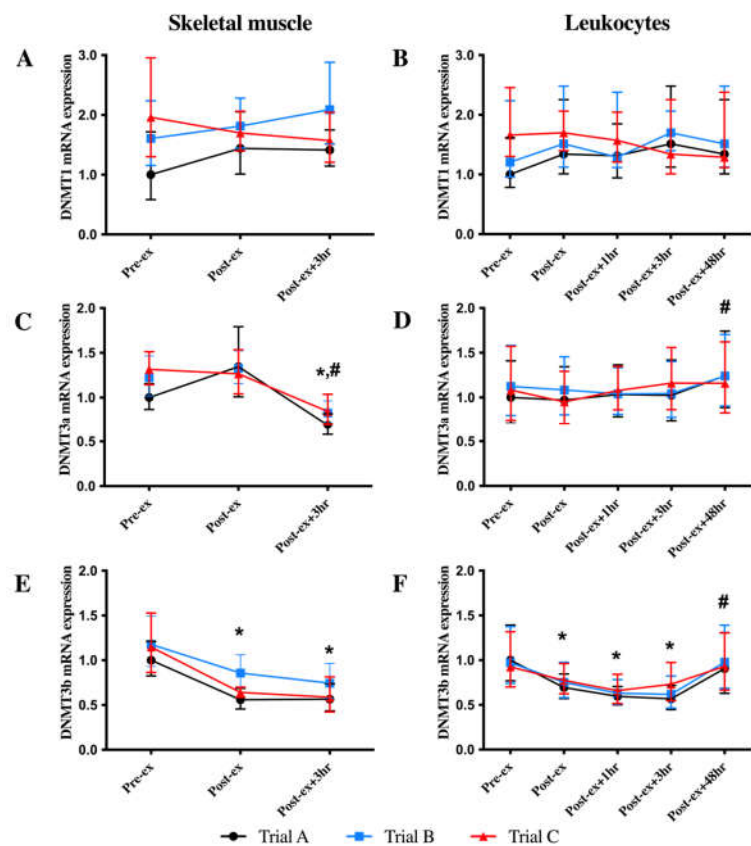 Skeletal muscle
Leukocytes
A
DNMT1 mRNA expression
3.0
2.0
1.0
0.0
Pre-ex
Post-ex
Post-ex+3hr
B
DNMT1 mRNA expression
3.0
2.0
1.0
0.0
Pre-ex
Post-ex
Post-ex+1hr
Post-ex+3hr
Post-ex+48hr
C
DNMT3a mRNA expression
2.0
1.5
1.0
0.5
0.0
*,#
Pre-ex
Post-ex
Post-ex+3hr
D
DNMT3a mRNA expression
2.0
1.5
1.0
0.5
0.0
#
Pre-ex
Post-ex
Post-ex+1hr
Post-ex+3hr
Post-ex+48hr
E
DNMT3b mRNA expression
2.0
1.5
1.0
0.5
0.0
*
*
Pre-ex
Post-ex
Post-ex+3hr
F
DNMT3b mRNA expression
2.0
1.5
1.0
0.5
0.0
*
*
*
#
Pre-ex
Post-ex
Post-ex+1hr
Post-ex+3hr
Post-ex+48hr
Trial A Trial B Trial C